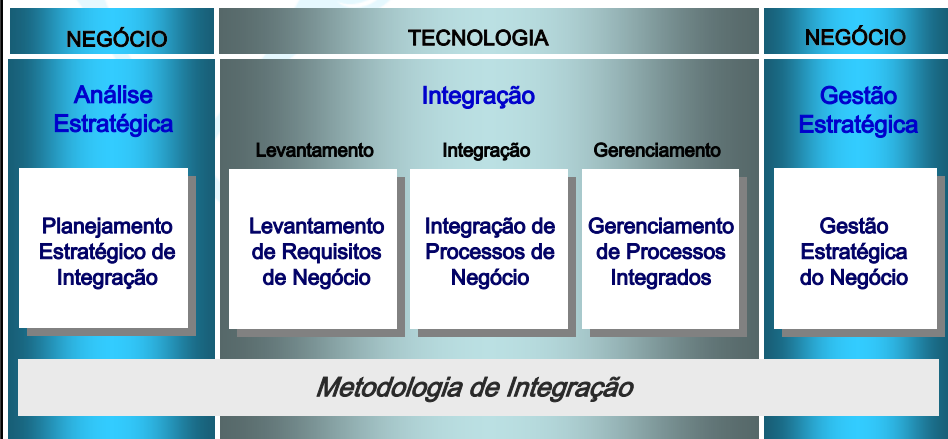 NEGÓCIO
TECNOLOGIA
NEGÓCIO
Análise
Estratégica
Integração
Gestão
Estratégica
Levantamento
Integração
Gerenciamento
Planejamento
Estratégico de
Integração
Levantamento
de Requisitos
de Negócio
Integração de
Processos de
Negócio
Gerenciamento
de Processos
Integrados
Gestão
Estratégica
do Negócio
Metodologia de Integração